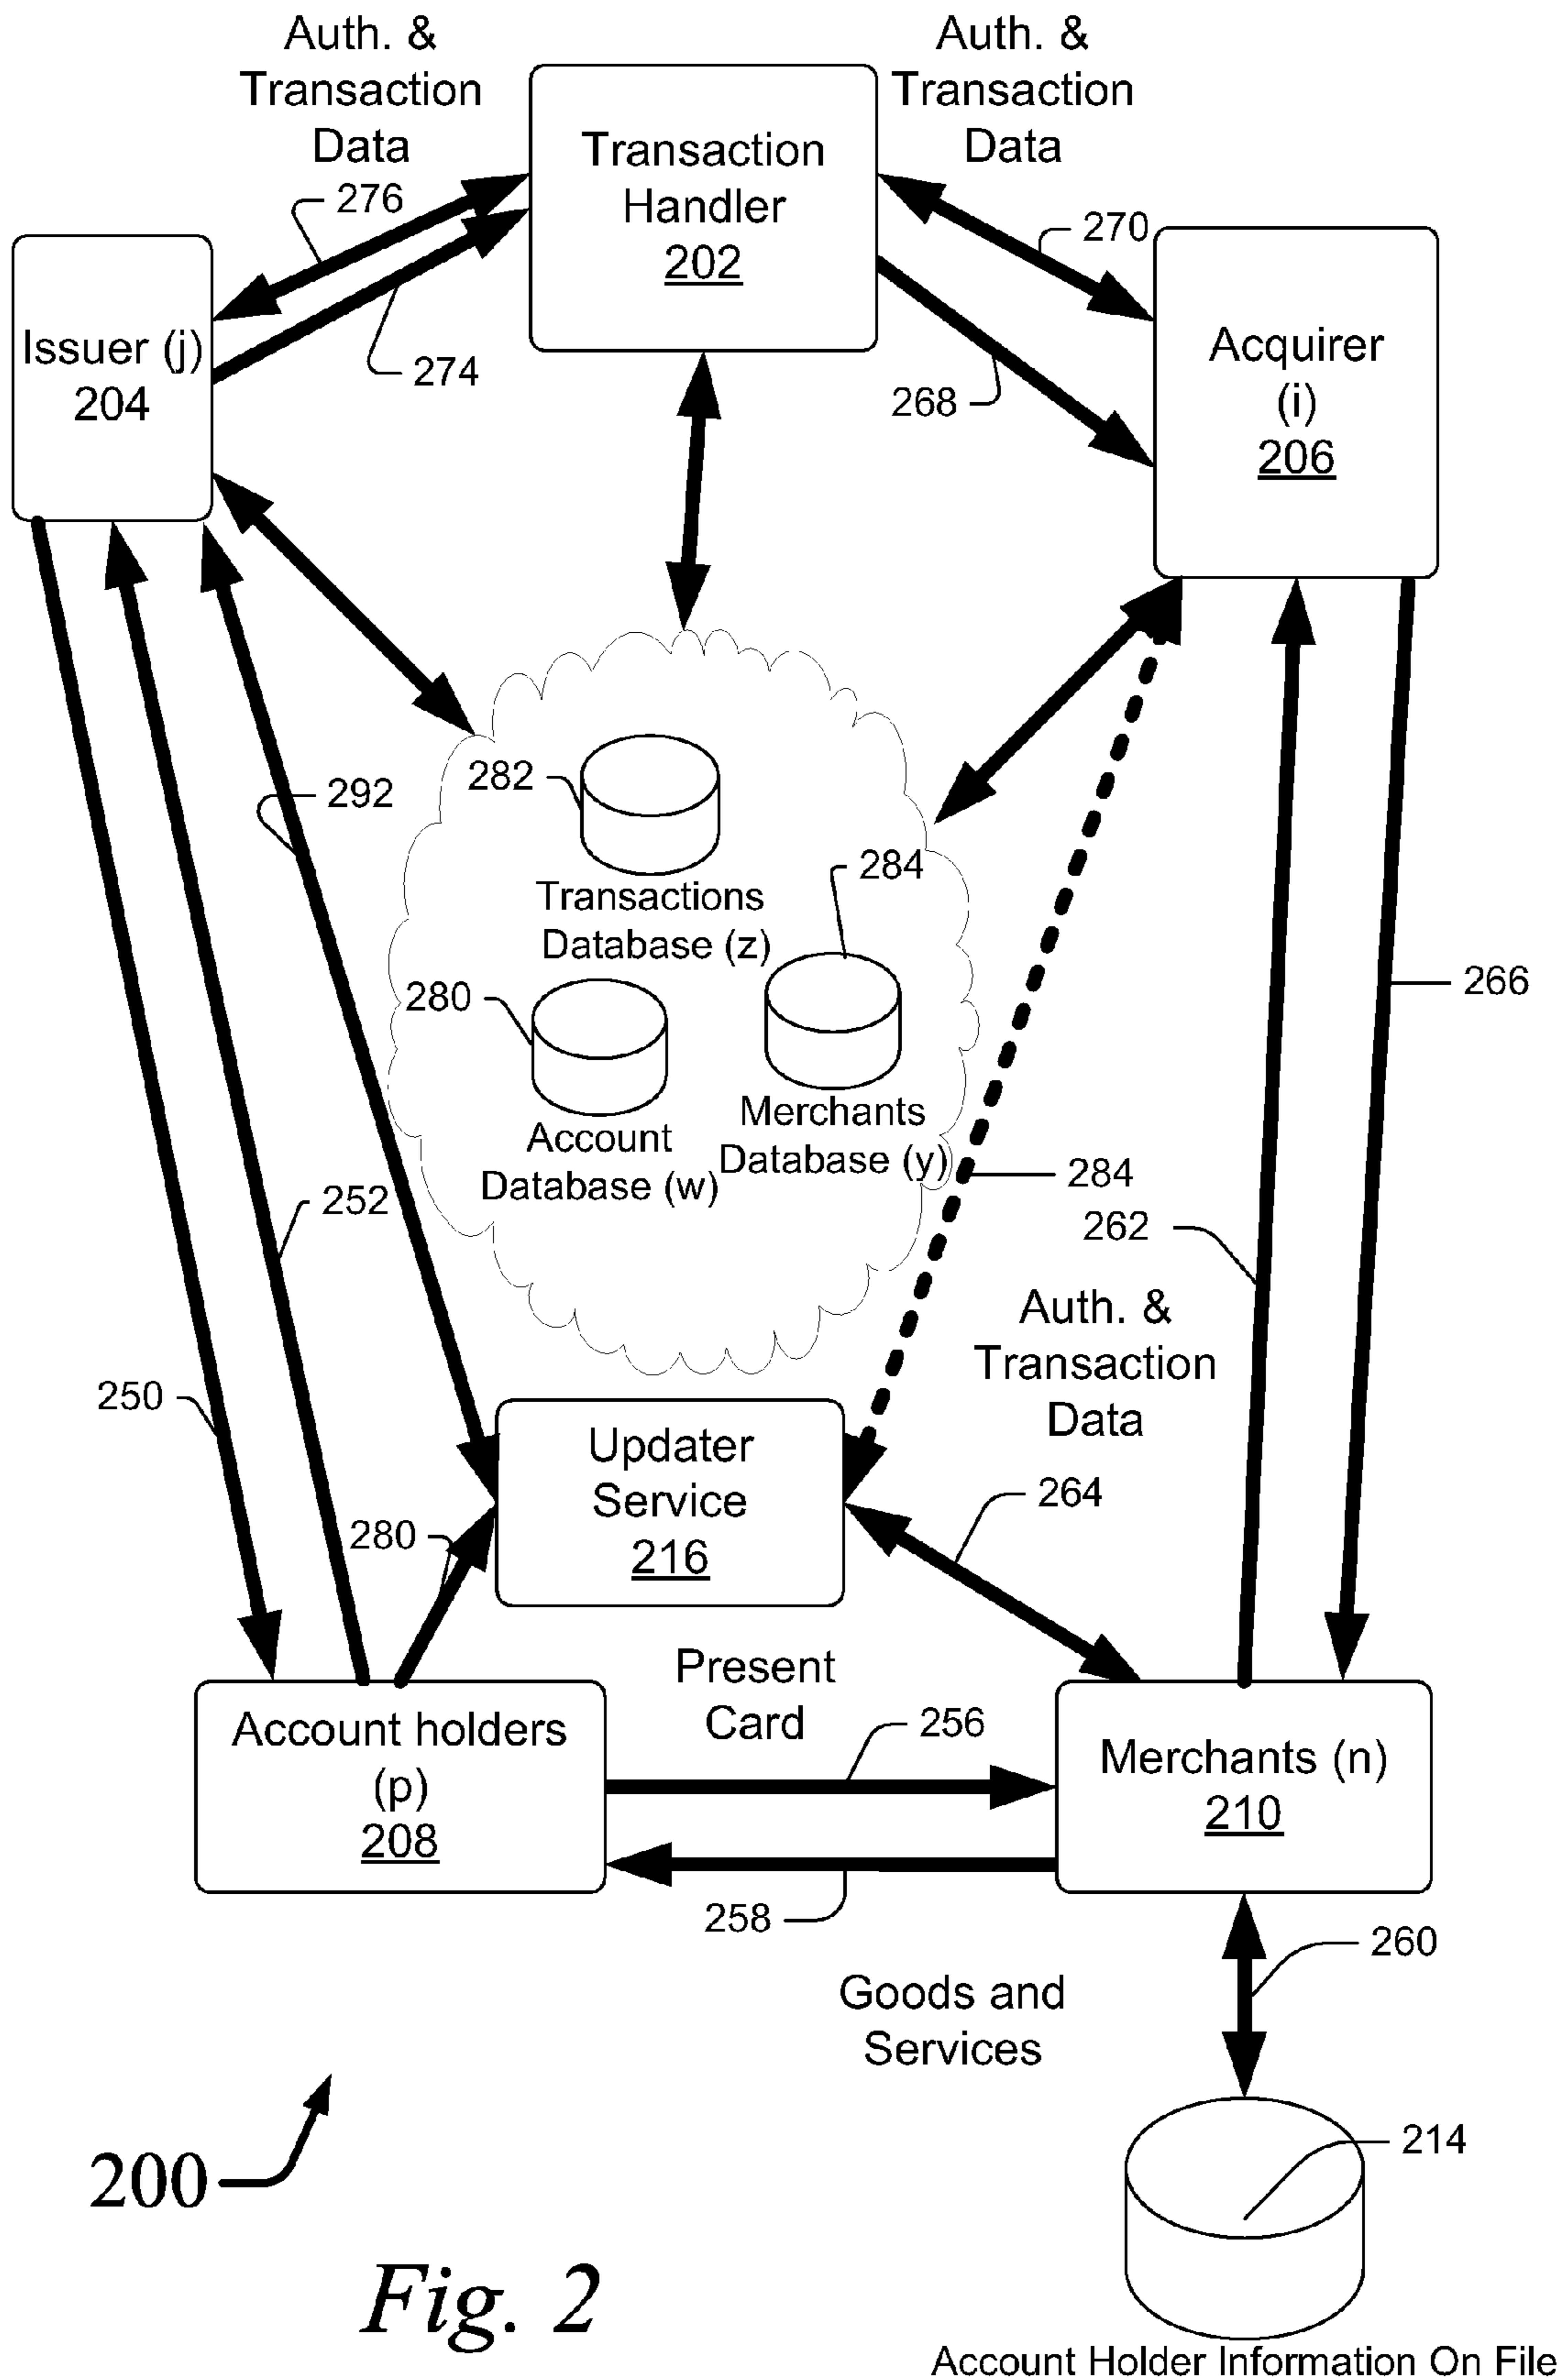 Auth. &
Transaction
Data
Auth. &
Transaction
Data
Transaction
Handler
202
276
270
Issuer (j)
204
274
268
Acquirer
(i)
206
282
292
284
Transactions
Database (z)
280
266
Merchants
Database (y)
Account
Database (w)
284
252
262
Auth. &
Transaction
Data
250
Updater
Service
216
264
280
Present
Card
256
Account holders
(p)
208
Merchants (n)
210
258
260
Goods and
Services
214
200
Fig. 2
Account Holder Information On File